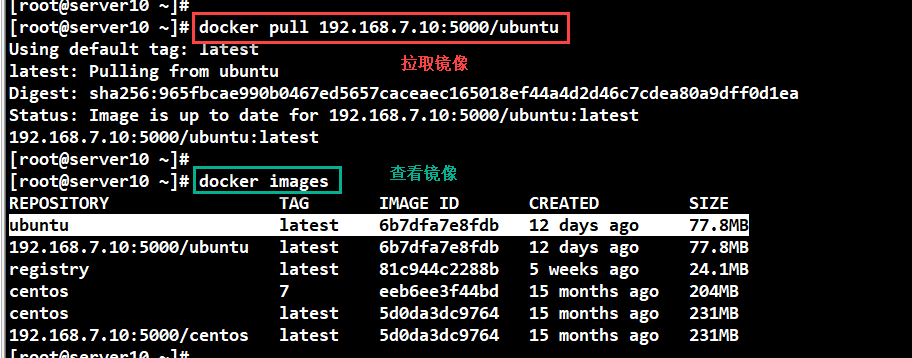 [root@server10 ~]#
[root@server10 ~]# docker pull 192.168.7.10:5000/ubuntu
Using default tag: latest
拉取镜像
latest: Pulling from ubuntu
Digest: sha256:965fbcae990b0467ed5657caceaec165018ef44a4d2d46c7cdea80a9dff0d1ea
Status: Image is up to date for 192.168.7.10:5000/ubuntu:latest
192.168.7.10:5000/ubuntu:latest
[root@server10 ~]#
[root@server10 ~]# docker images 查看镜像
REPOSITORY TAG IMAGE ID CREATED SIZE
ubuntu latest 6b7dfa7e8fdb 12 days ago 77.8MB
192.168.7.10:5000/ubuntu latest 6b7dfa7e8fdb 12 days ago 77.8MB
registry latest 81c944c2288b 5 weeks ago 24.1MB
centos 7 eeb6ee3f44bd 15 months ago 204MB
centos latest 5d0da3dc9764 15 months ago 231MB
192.168.7.10:5000/centos latest 5d0da3dc9764 15 months ago 231MB
[root@server10 ~]#